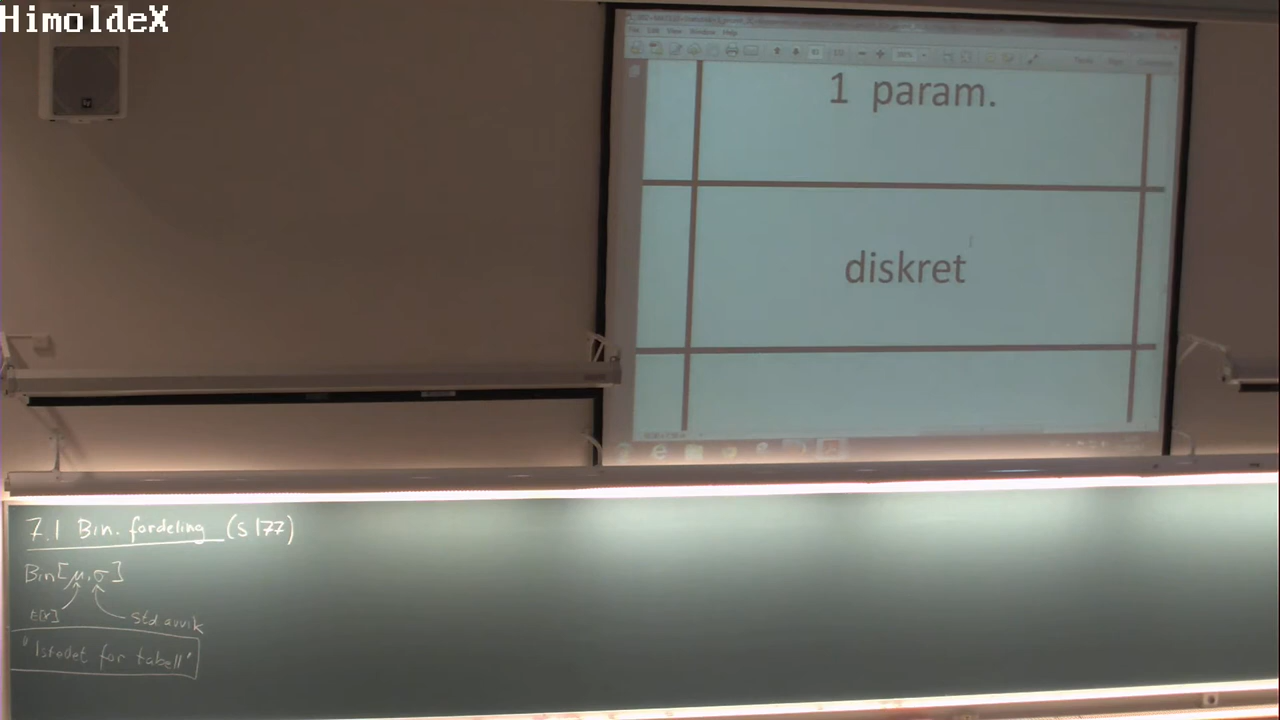 HimoldeX
1 param.
diskret
7.1 Bin. fordeling (s 177)
Bin[μ,σ]
E[X] std.avvik
"Istedet for tabell"